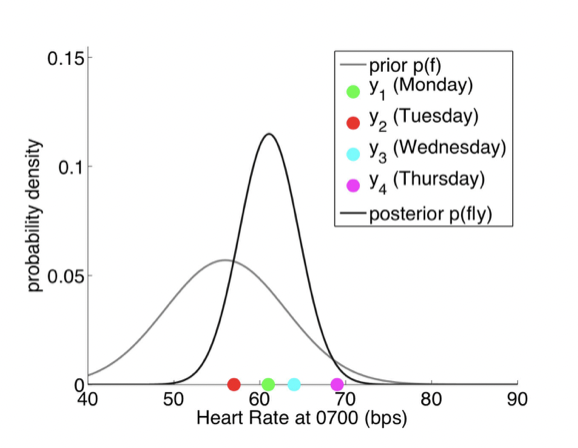 0.15
0.1
0.05
0
probability density
prior p(f)
y1 (Monday)
y2 (Tuesday)
y3 (Wednesday)
y4 (Thursday)
posterior p(fly)
40 50 60 70 80 90
Heart Rate at 0700 (bps)